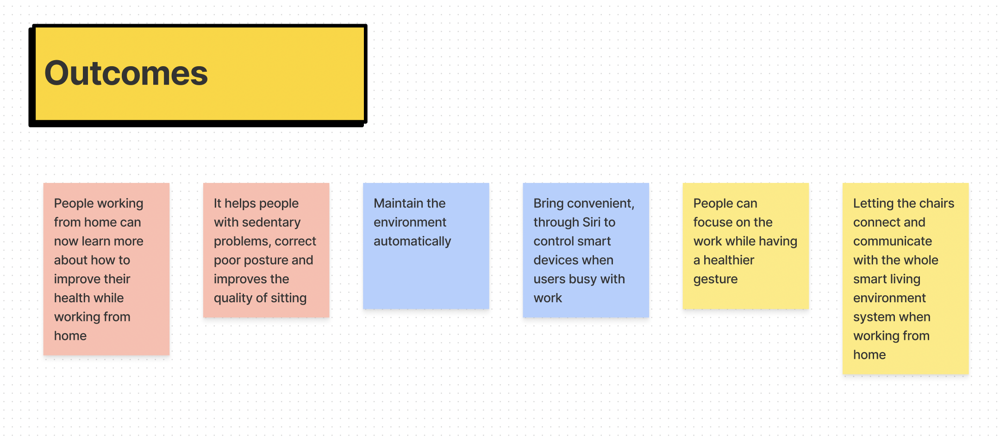 Outcomes
People working
from home can
now learn more
about how to
improve their
health while
working from
home
It helps people
with sedentary
problems, correct
poor posture and
improves the
quality of sitting
Maintain the
environment
automatically
Bring convenient,
through Siri to
control smart
devices when
users busy with
work
People can
focuse on the
work while having
a healthier
gesture
Letting the chairs
connect and
communicate
with the whole
smart living
environment
system when
working from
home